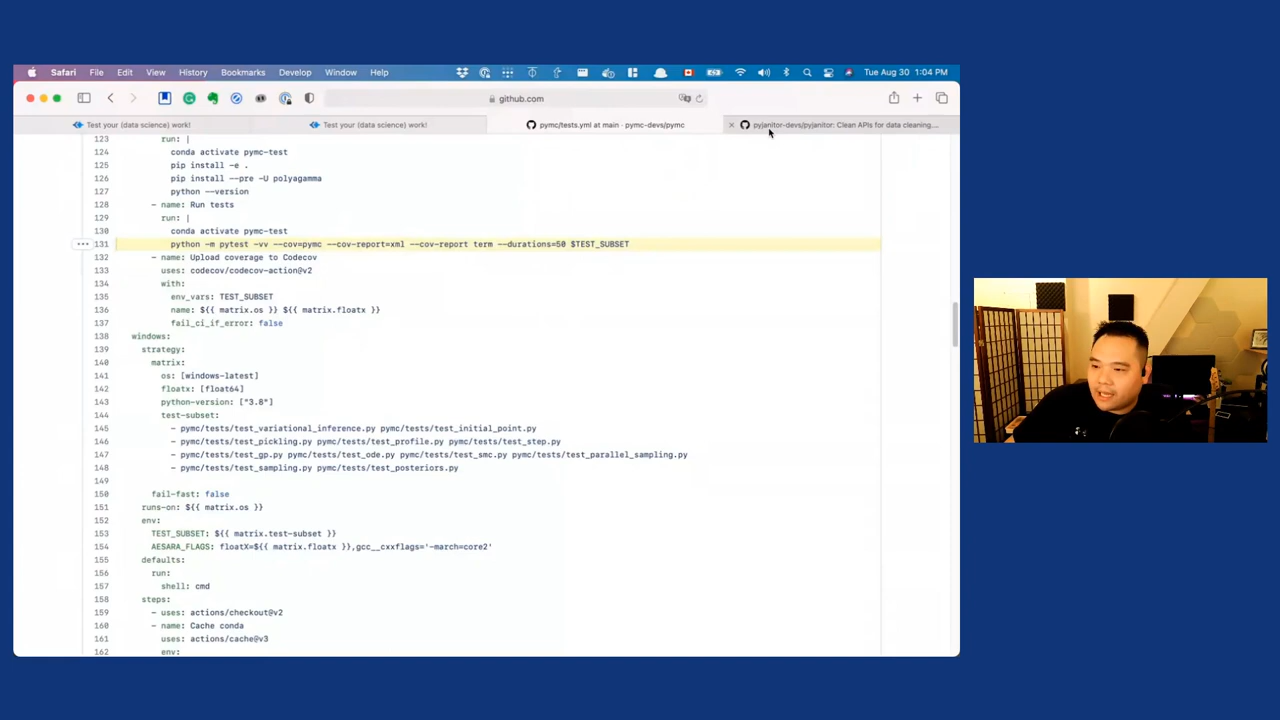 Safari File Edit View History Bookmarks Develop Window Help Tue Aug 30 1:04 PM
github.com
Test your (data science) work! Test your (data science) work! pymc/tests.yml at main · pymc-devs/pymc pyjanitor-devs/pyjanitor: Clean APIs for data cleaning....
123 run: |
124 conda activate pymc-test
125 pip install -e .
126 pip install --pre -U polyagamma
127 python --version
128 - name: Run tests
129 run: |
130 conda activate pymc-test
131 python -m pytest -vv --cov=pymc --cov-report=xml --cov-report term --durations=50 $TEST_SUBSET
132 - name: Upload coverage to Codecov
133 uses: codecov/codecov-action@v2
134 with:
135 env_vars: TEST_SUBSET
136 name: ${{ matrix.os }} ${{ matrix.floatx }}
137 fail_ci_if_error: false
138 windows:
139 strategy:
140 matrix:
141 os: [windows-latest]
142 floatx: [float64]
143 python-version: ["3.8"]
144 test-subset:
145 - pymc/tests/test_variational_inference.py pymc/tests/test_initial_point.py
146 - pymc/tests/test_pickling.py pymc/tests/test_profile.py pymc/tests/test_step.py
147 - pymc/tests/test_gp.py pymc/tests/test_ode.py pymc/tests/test_smc.py pymc/tests/test_parallel_sampling.py
148 - pymc/tests/test_sampling.py pymc/tests/test_posteriors.py
149
150 fail-fast: false
151 runs-on: ${{ matrix.os }}
152 env:
153 TEST_SUBSET: ${{ matrix.test-subset }}
154 AESARA_FLAGS: floatX=${{ matrix.floatx }},gcc__cxxflags='-march=core2'
155 defaults:
156 run:
157 shell: cmd
158 steps:
159 - uses: actions/checkout@v2
160 - name: Cache conda
161 uses: actions/cache@v3
162 env: